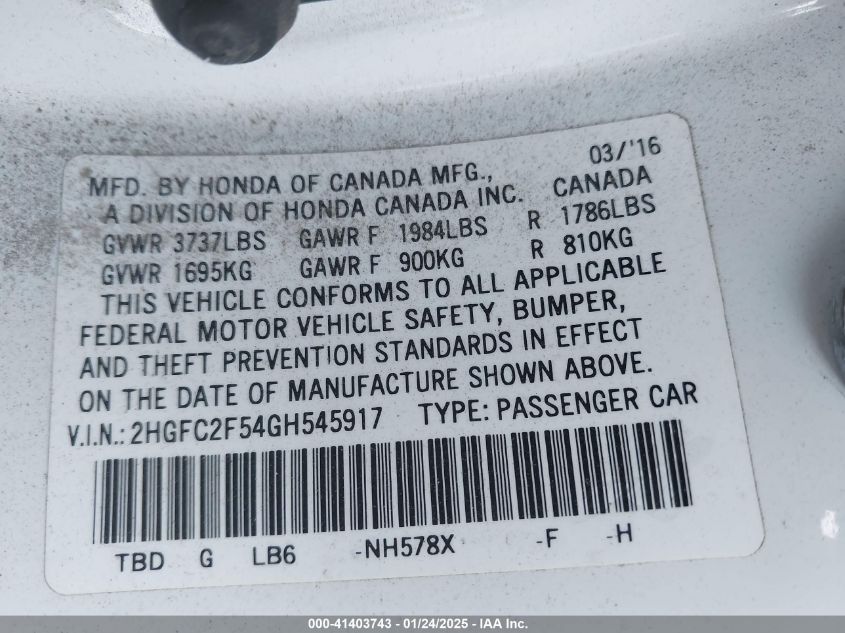 03/'16
MFD. BY HONDA OF CANADA MFG., CANADA
A DIVISION OF HONDA CANADA INC.
GVWR 3737LBS GAWR F 1984LBS R 1786LBS
GVWR 1695KG GAWR F 900KG R 810KG
THIS VEHICLE CONFORMS TO ALL APPLICABLE
FEDERAL MOTOR VEHICLE SAFETY, BUMPER,
AND THEFT PREVENTION STANDARDS IN EFFECT
ON THE DATE OF MANUFACTURE SHOWN ABOVE.
V.I.N.: 2HGFC2F54GH545917 TYPE: PASSENGER CAR
TBD G LB6 -NH578X -F -H
000-41403743 - 01/24/2025 - IAA Inc.